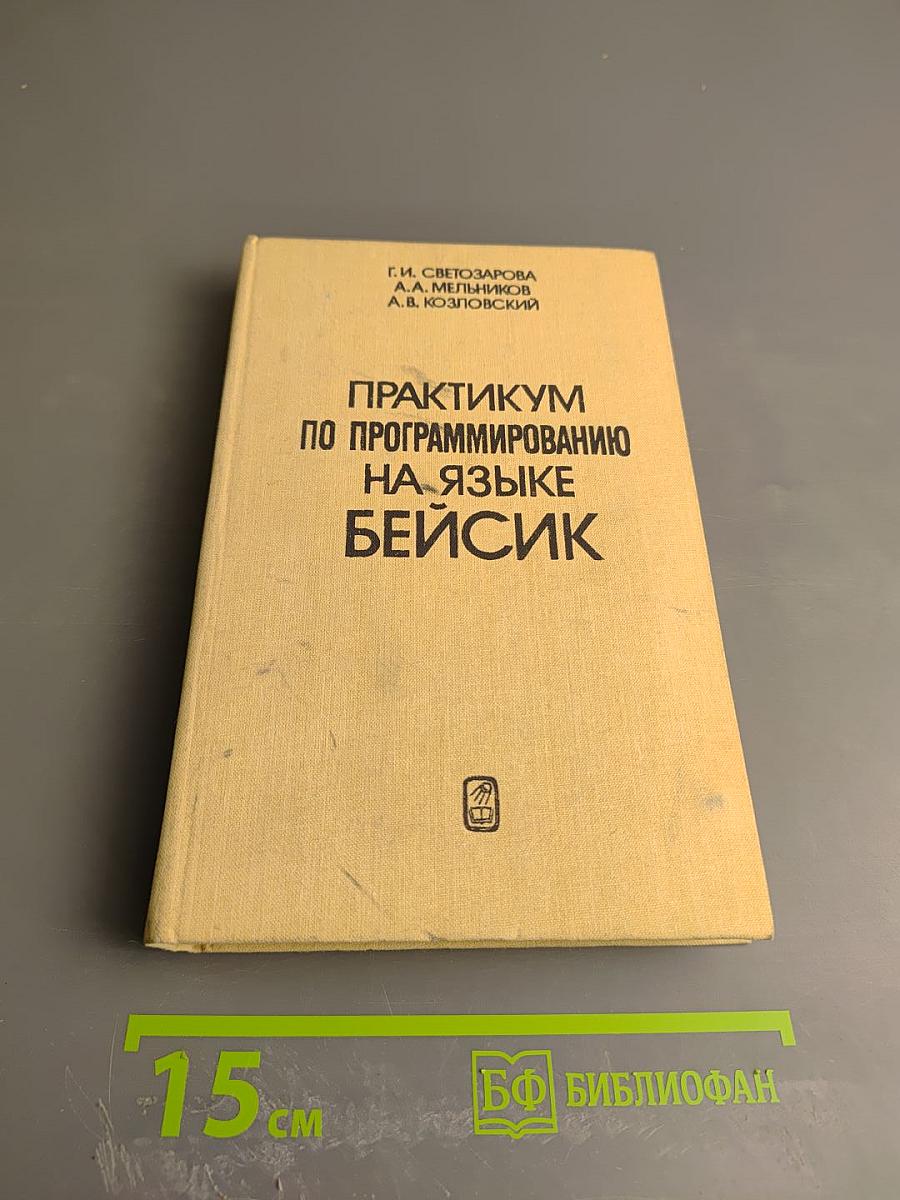 Г.И. СВЕТОЗАРОВА
А.А. МЕЛЬНИКОВ
А.В. КОЗЛОВСКИЙ
ПРАКТИКУМ
ПО ПРОГРАММИРОВАНИЮ
НА ЯЗЫКЕ
БЕЙСИК
15 см
БФ БИБЛИОФАН